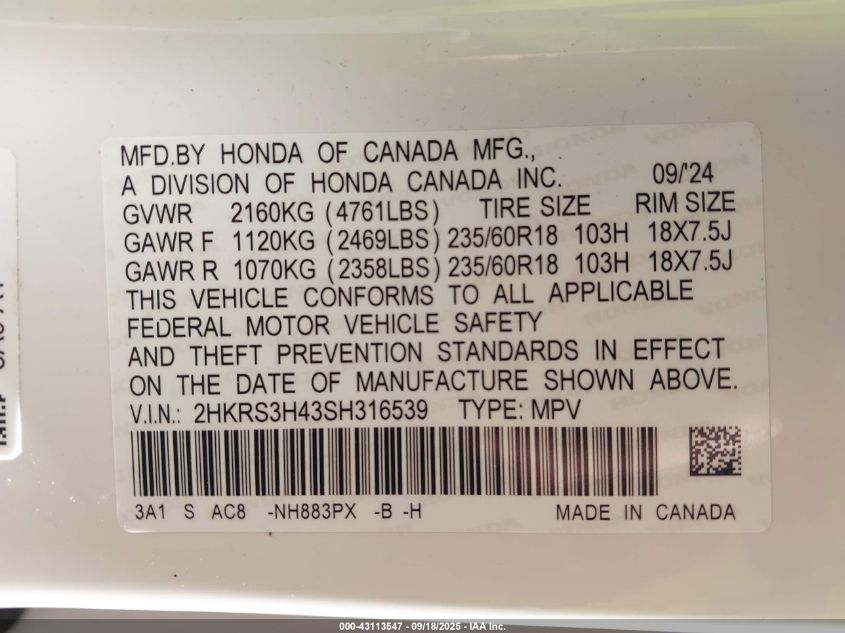 MFD.BY HONDA OF CANADA MFG.,
A DIVISION OF HONDA CANADA INC. 09/'24
GVWR 2160KG (4761LBS) TIRE SIZE RIM SIZE
GAWR F 1120KG (2469LBS) 235/60R18 103H 18X7.5J
GAWR R 1070KG (2358LBS) 235/60R18 103H 18X7.5J
THIS VEHICLE CONFORMS TO ALL APPLICABLE
FEDERAL MOTOR VEHICLE SAFETY
AND THEFT PREVENTION STANDARDS IN EFFECT
ON THE DATE OF MANUFACTURE SHOWN ABOVE.
V.I.N.: 2HKRS3H43SH316539 TYPE: MPV
3A1 S AC8 -NH883PX -B -H MADE IN CANADA
000-43113547 - 09/18/2025 - IAA Inc.